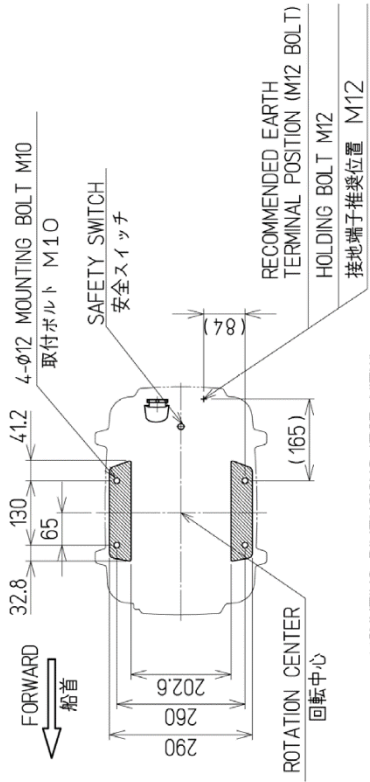 FORWARD
船首
32.8
130
65
41.2
4-φ12 MOUNTING BOLT M10
取付ボルト M10
SAFETY SWITCH
安全スイッチ
202.6
260
290
(84)
(165)
ROTATION CENTER
回転中心
RECOMMENDED EARTH
TERMINAL POSITION (M12 BOLT)
HOLDING BOLT M12
接地端子推奨位置 M12